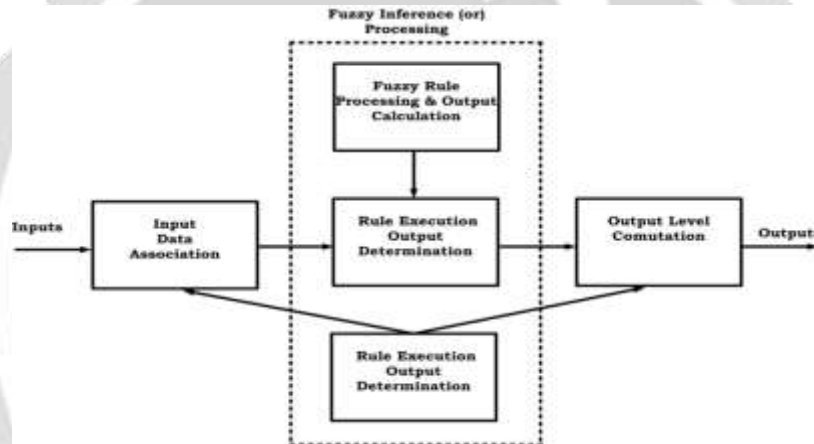 Fuzzy Inference (or)
Processing
Fuzzy Rule
Processing & Output
Calculation
Inputs
Input
Data
Association
Rule Execution
Output
Determination
Output Level
Comutation
Output
Rule Execution
Output
Determination